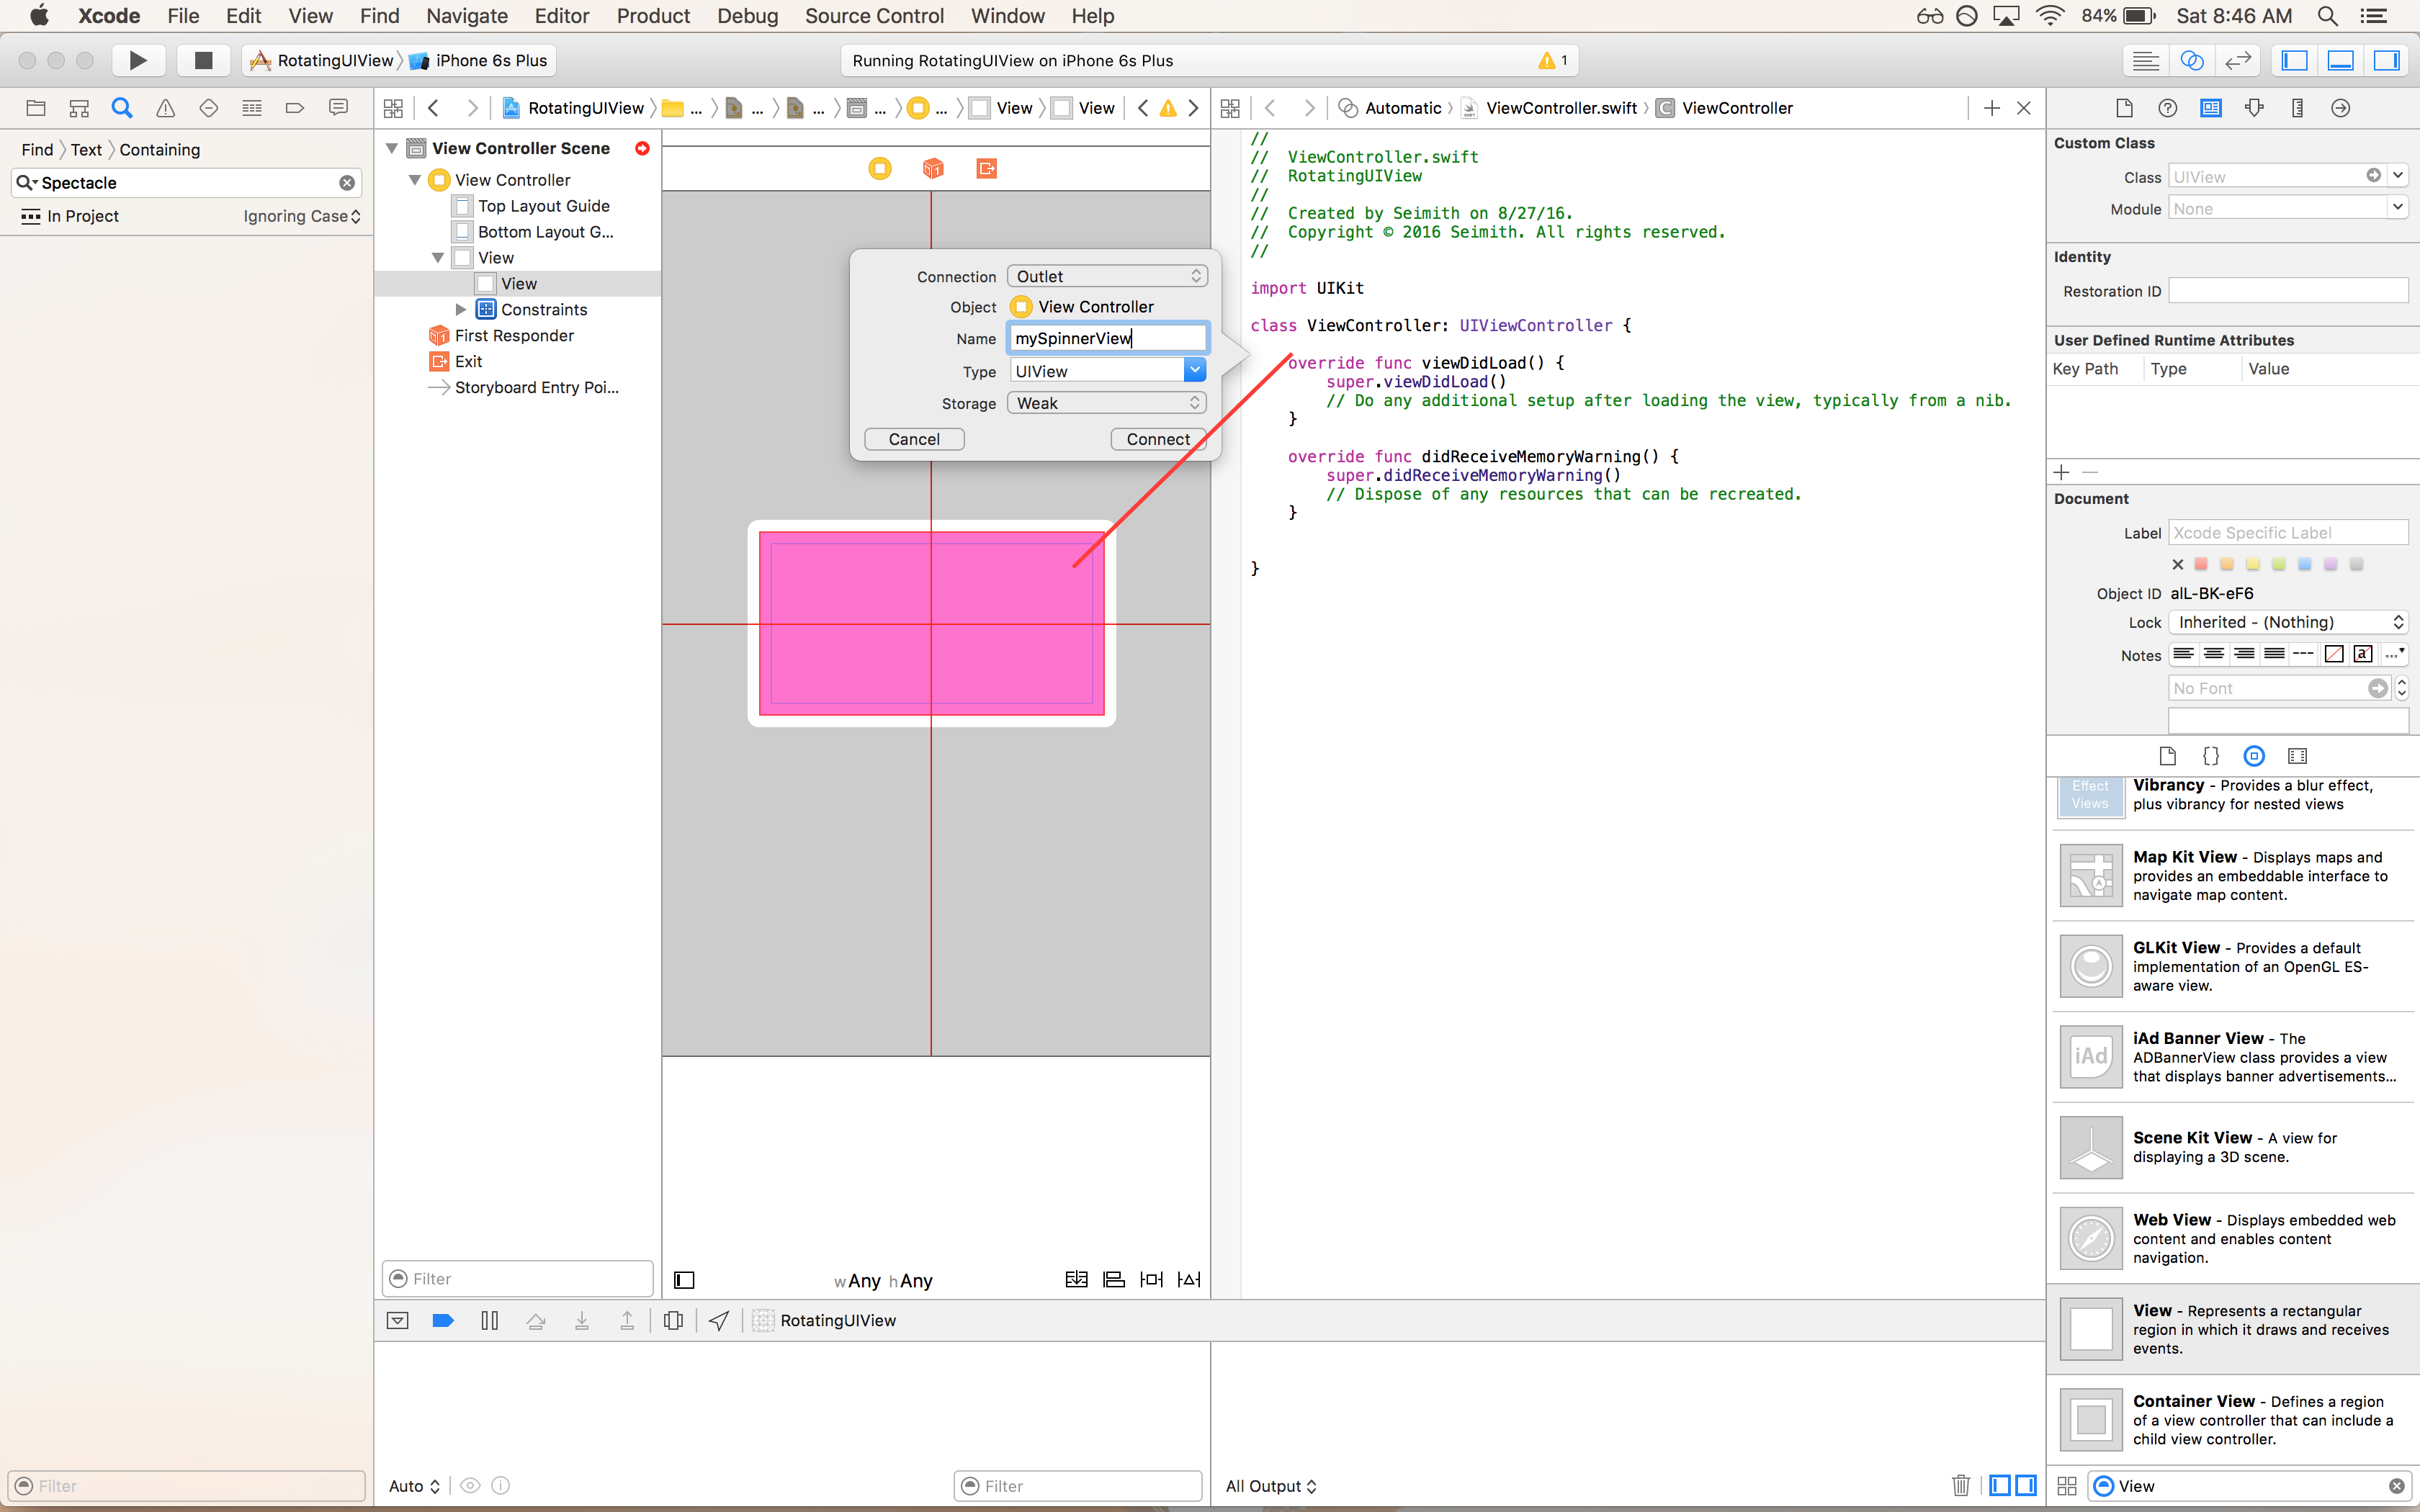 Xcode File Edit View Find Navigate Editor Product Debug Source Control Window Help 84% Sat 8:46 AM
RotatingUIView iPhone 6s Plus Running RotatingUIView on iPhone 6s Plus 1
RotatingUIView ... ... ... ... ... View View Automatic ViewController.swift C ViewController
Find Text Containing
Spectacle
In Project Ignoring Case
Filter
View Controller Scene
View Controller
Top Layout Guide
Bottom Layout G...
View
View
Constraints
First Responder
Exit
Storyboard Entry Poi...
Filter
Connection Outlet
Object View Controller
Name mySpinnerView
Type UIView
Storage Weak
Cancel Connect
w Any h Any
//
// ViewController.swift
// RotatingUIView
//
// Created by Seimith on 8/27/16.
// Copyright © 2016 Seimith. All rights reserved.
//
import UIKit
class ViewController: UIViewController {
override func viewDidLoad() {
super.viewDidLoad()
// Do any additional setup after loading the view, typically from a nib.
}
override func didReceiveMemoryWarning() {
super.didReceiveMemoryWarning()
// Dispose of any resources that can be recreated.
}
}
RotatingUIView
Auto Filter All Output
Custom Class
Class UIView
Module None
Identity
Restoration ID
User Defined Runtime Attributes
Key Path Type Value
Document
Label Xcode Specific Label
Object ID alL-BK-eF6
Lock Inherited - (Nothing)
Notes
No Font
Effect
Views
Vibrancy - Provides a blur effect,
plus vibrancy for nested views
Map Kit View - Displays maps and
provides an embeddable interface to
navigate map content.
GLKit View - Provides a default
implementation of an OpenGL ES-
aware view.
iAd
iAd Banner View - The
ADBannerView class provides a view
that displays banner advertisements...
Scene Kit View - A view for
displaying a 3D scene.
Web View - Displays embedded web
content and enables content
navigation.
View - Represents a rectangular
region in which it draws and receives
events.
Container View - Defines a region
of a view controller that can include a
child view controller.
View